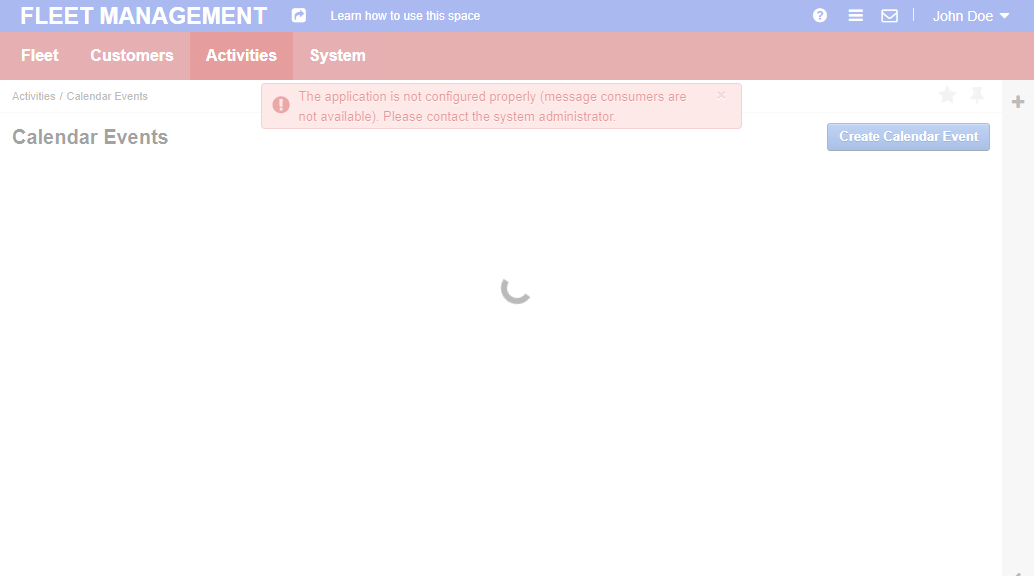 FLEET MANAGEMENT
Learn how to use this space
John Doe
Fleet
Customers
Activities
System
Activities / Calendar Events
The application is not configured properly (message consumers are
not available). Please contact the system administrator.
×
Calendar Events
Create Calendar Event